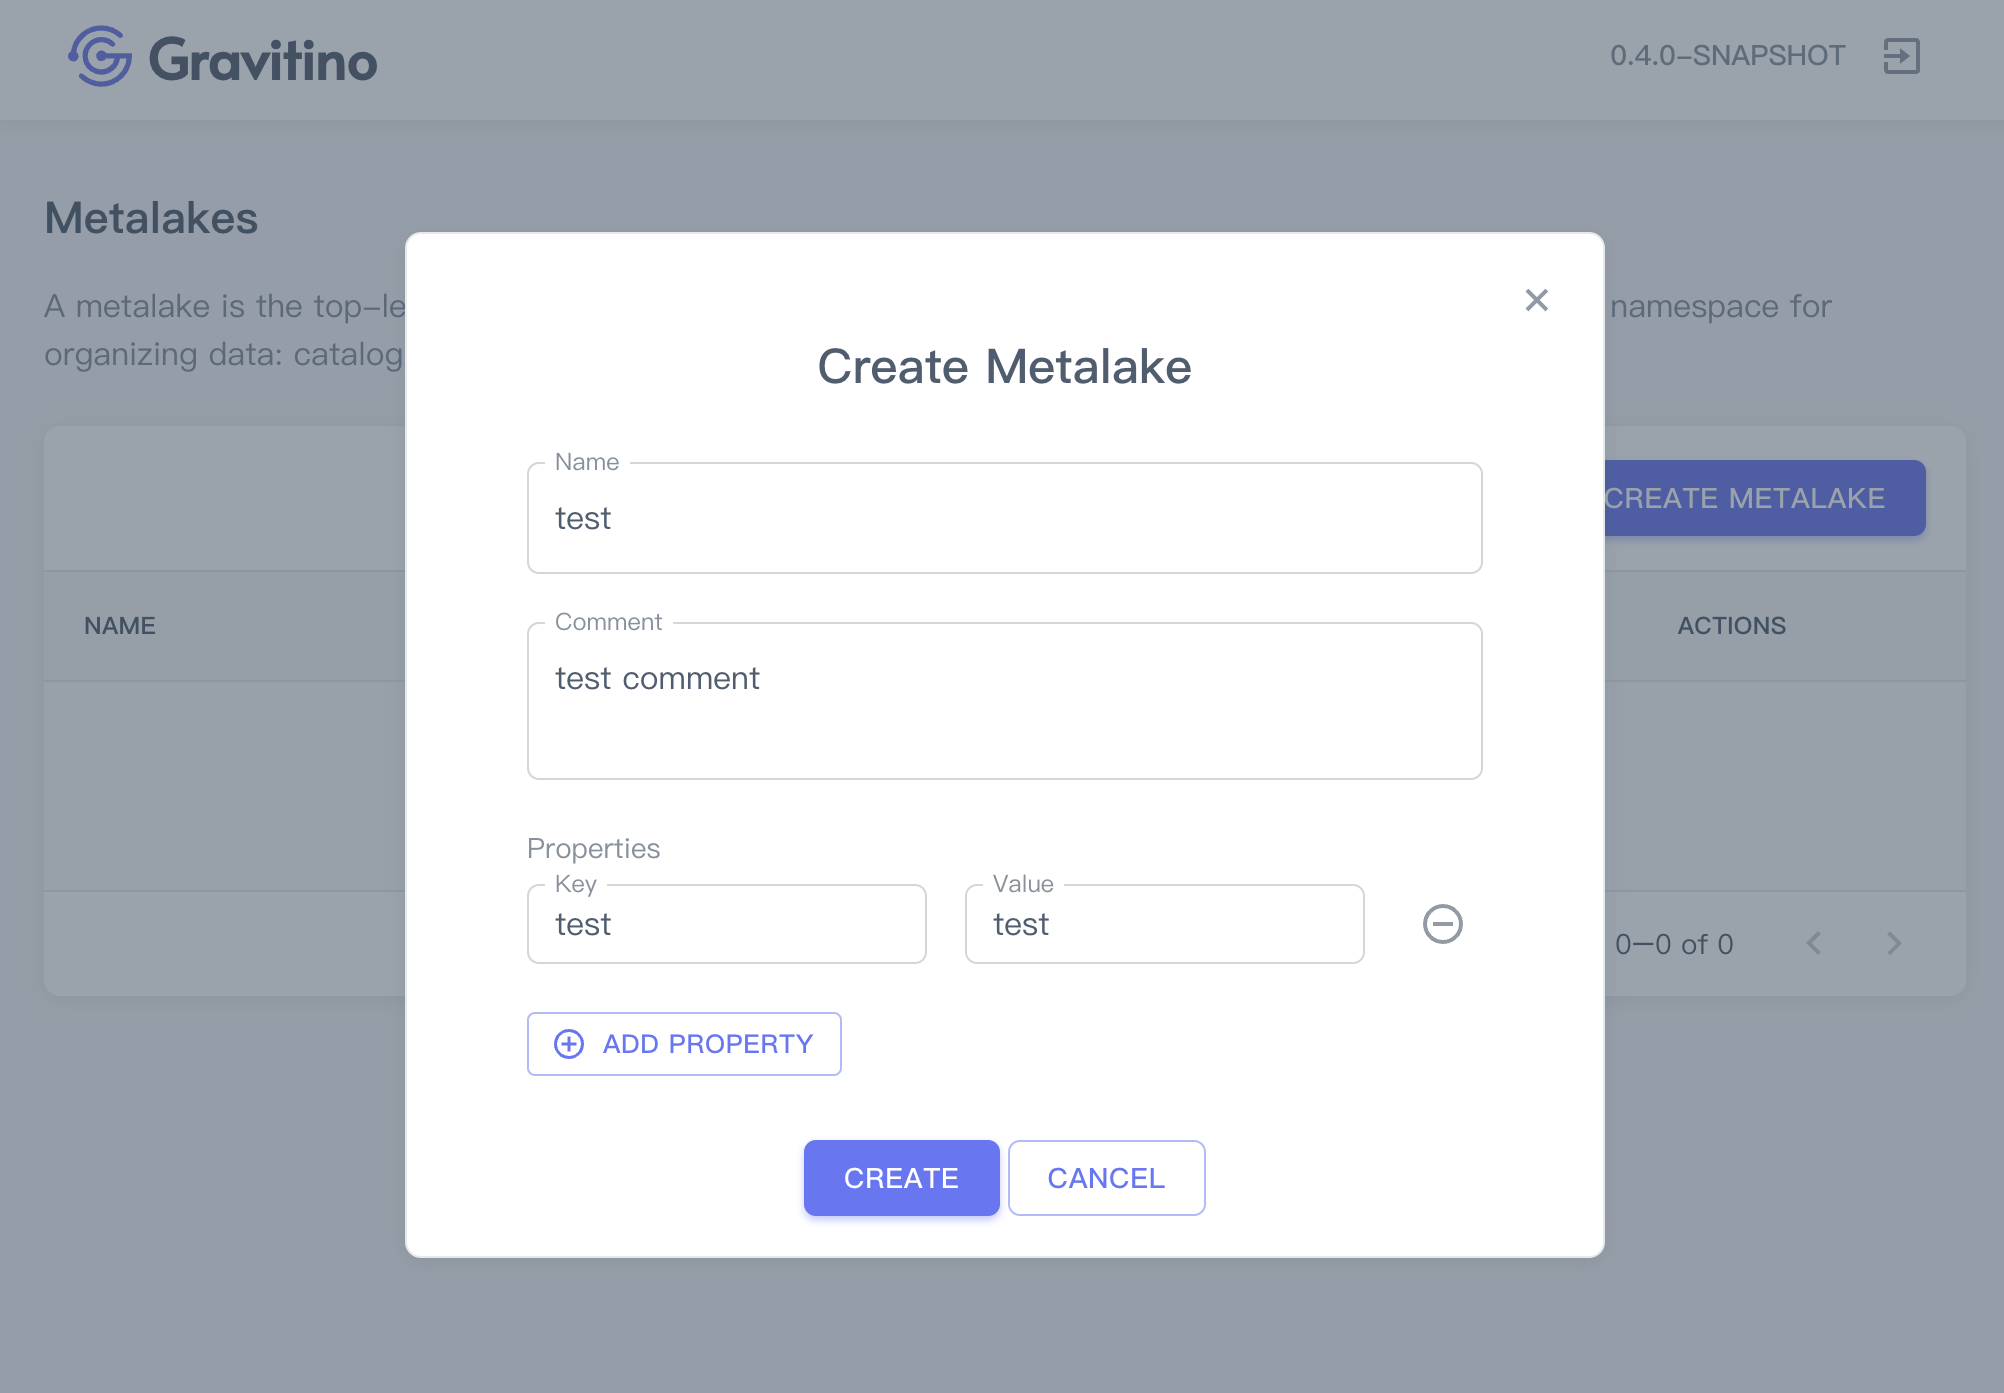 Gravitino
0.4.0-SNAPSHOT
Metalakes
A metalake is the top-le
namespace for
organizing data: catalog
Create Metalake
Name
test
CREATE METALAKE
Comment
test comment
NAME
ACTIONS
Properties
Key
test
Value
test
0–0 of 0
ADD PROPERTY
CREATE
CANCEL